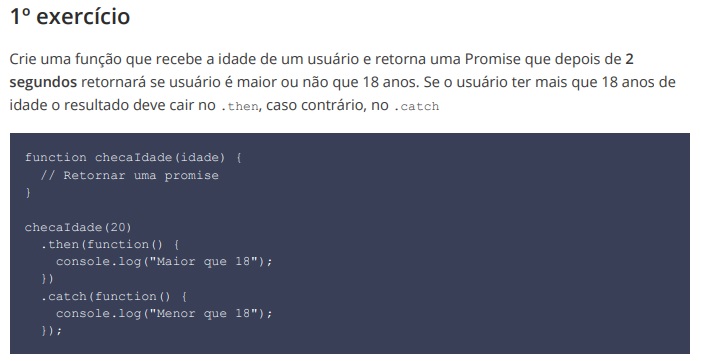 1º exercício
Crie uma função que recebe a idade de um usuário e retorna uma Promise que depois de 2
segundos retornará se usuário é maior ou não que 18 anos. Se o usuário ter mais que 18 anos de
idade o resultado deve cair no .then, caso contrário, no .catch
function checaIdade(idade) {
  // Retornar uma promise
}
checaIdade(20)
  .then(function() {
    console.log("Maior que 18");
  })
  .catch(function() {
    console.log("Menor que 18");
  });